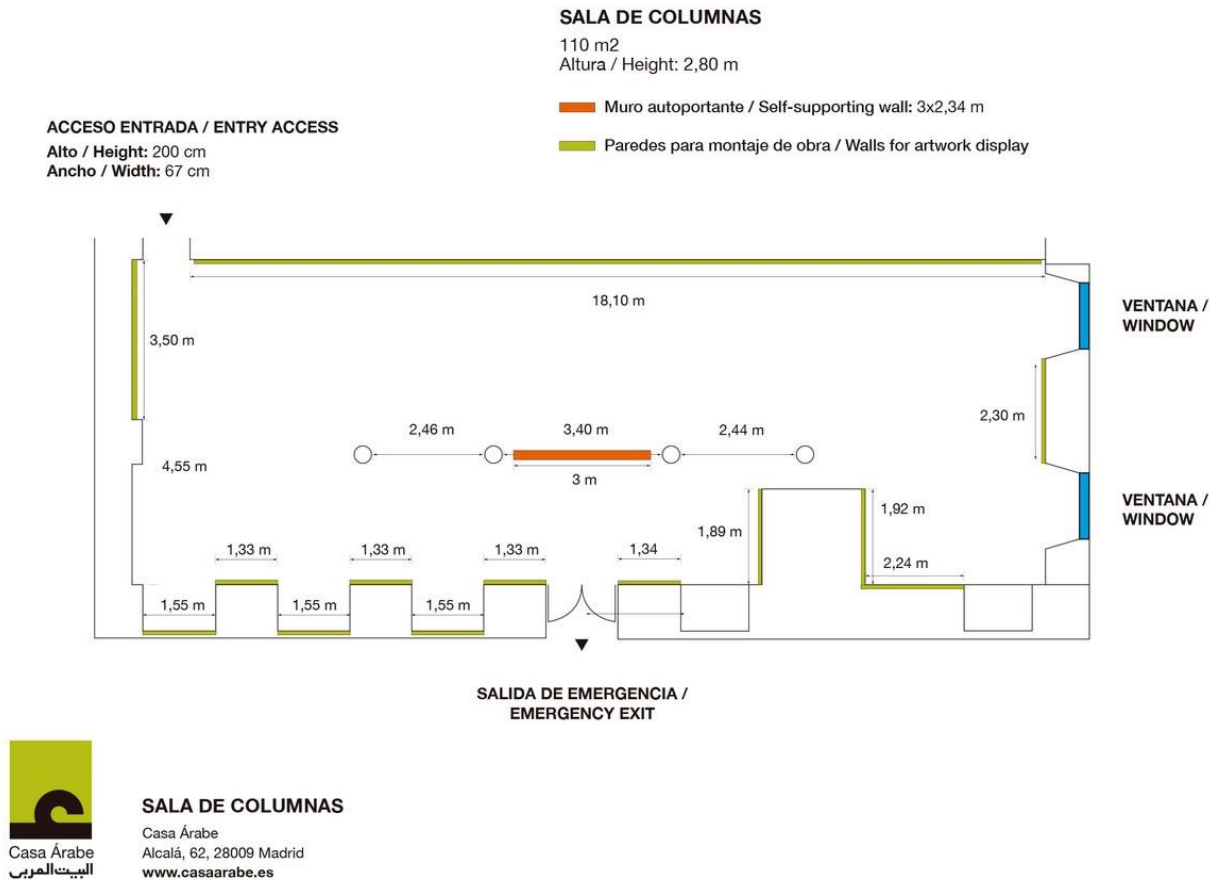 SALA DE COLUMNAS
110 m2
Altura / Height: 2,80 m
Muro autoportante / Self-supporting wall: 3x2,34 m
Paredes para montaje de obra / Walls for artwork display
ACCESO ENTRADA / ENTRY ACCESS
Alto / Height: 200 cm
Ancho / Width: 67 cm
18,10 m
VENTANA /
WINDOW
3,50 m
2,30 m
2,46 m
3,40 m
2,44 m
4,55 m
3 m
VENTANA /
WINDOW
1,89 m
1,92 m
1,33 m
1,33 m
1,33 m
1,34
2,24 m
1,55 m
1,55 m
1,55 m
SALIDA DE EMERGENCIA /
EMERGENCY EXIT
Casa Árabe
البيت العربي
SALA DE COLUMNAS
Casa Árabe
Alcalá, 62, 28009 Madrid
www.casaarabe.es